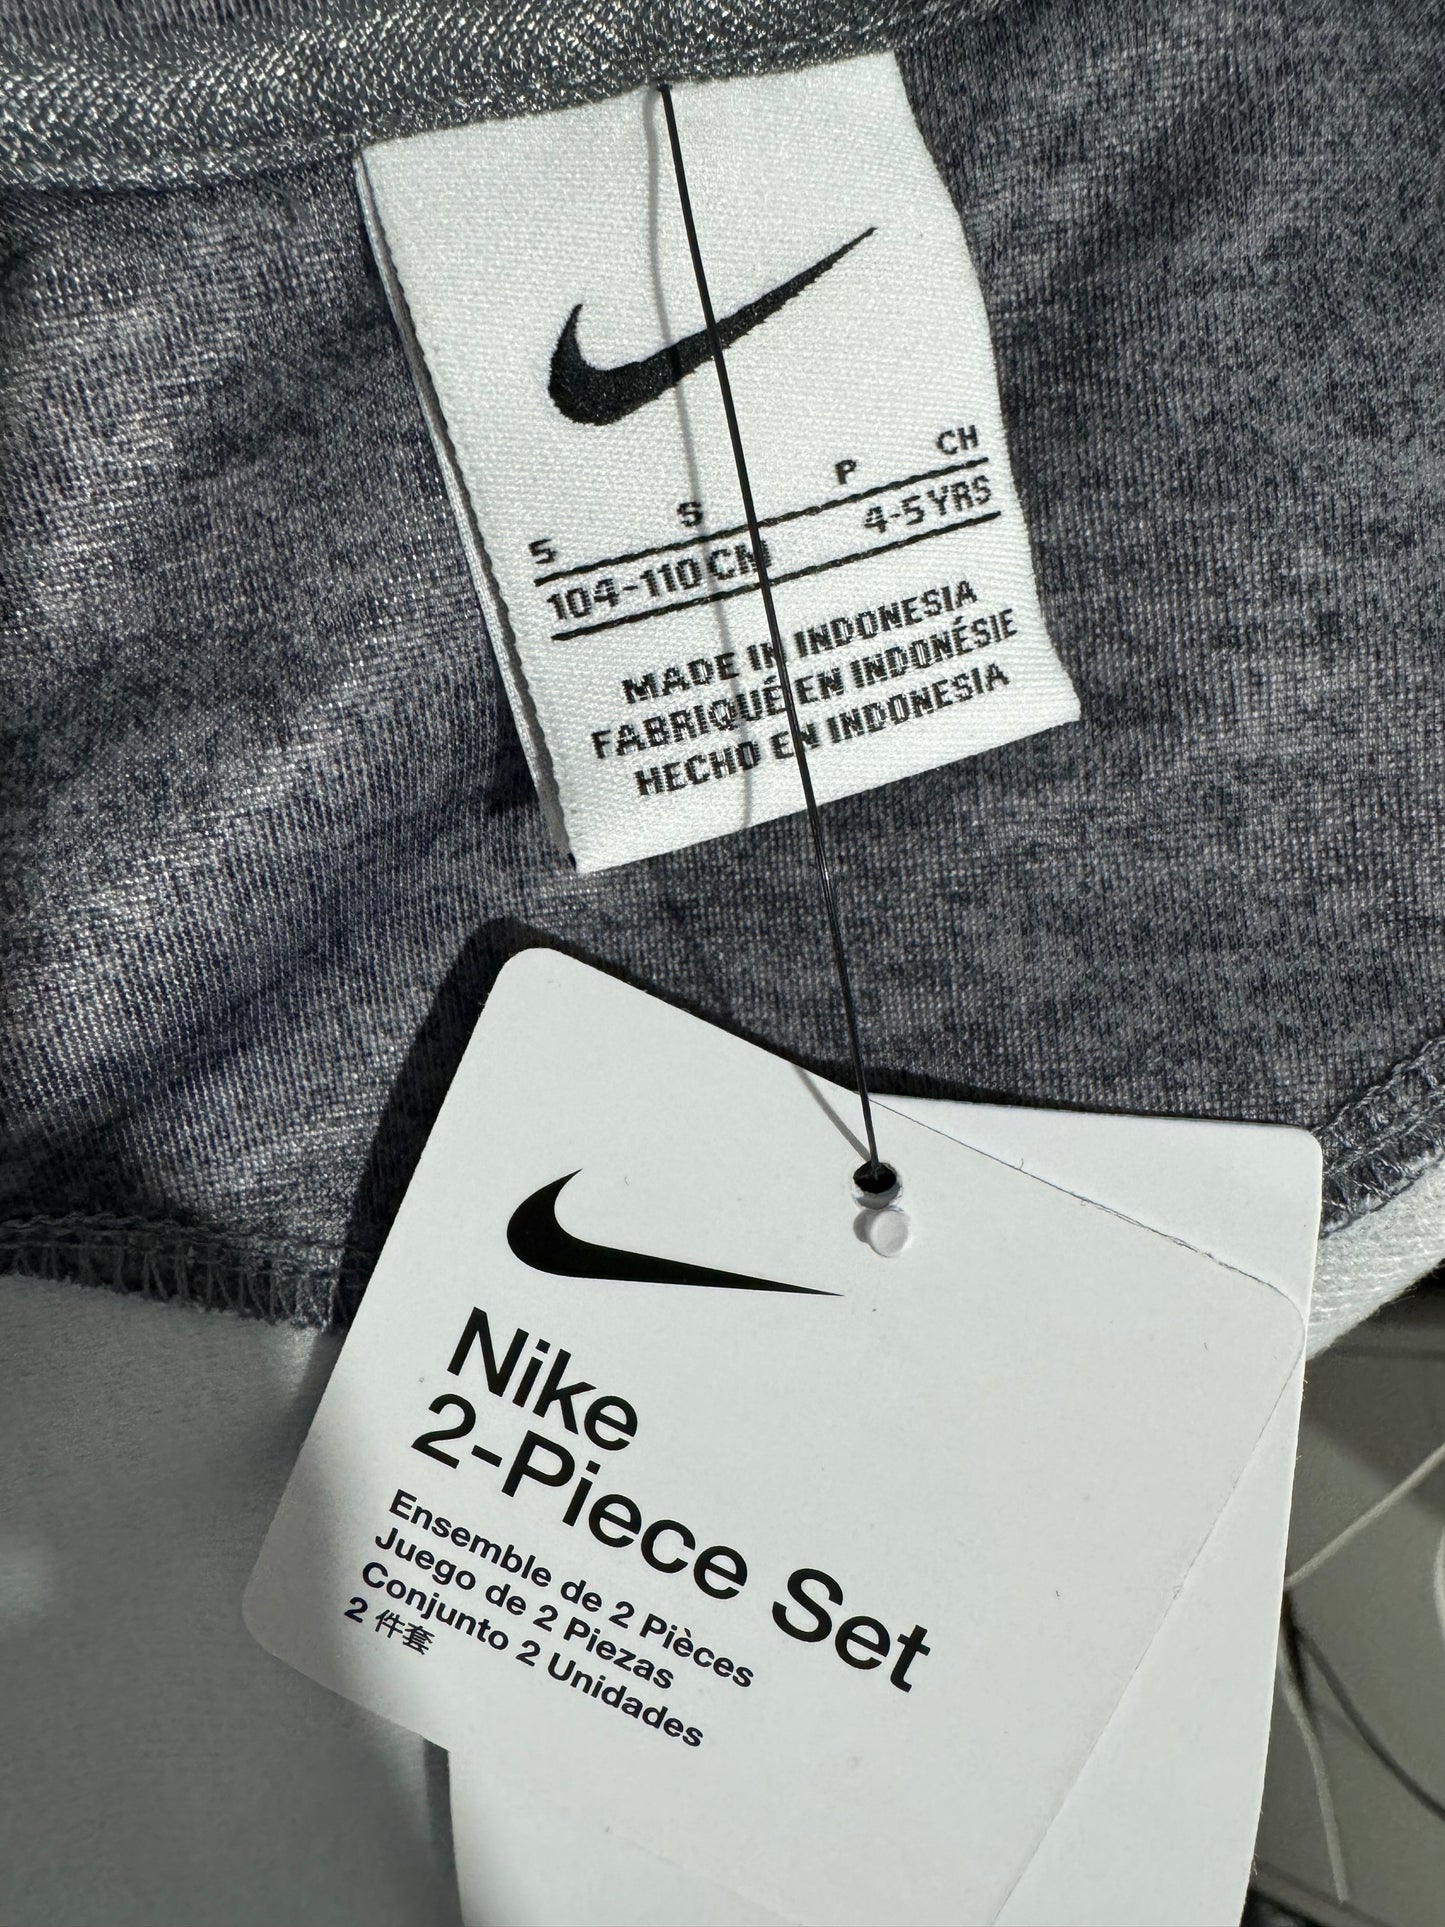 5 S P CH
104-110 CM 4-5 YRS
MADE IN INDONESIA
FABRIQUÉ EN INDONÉSIE
HECHO EN INDONESIA
Nike
2-Piece Set
Ensemble de 2 Pièces
Juego de 2 Piezas
Conjunto 2 Unidades
2 件套